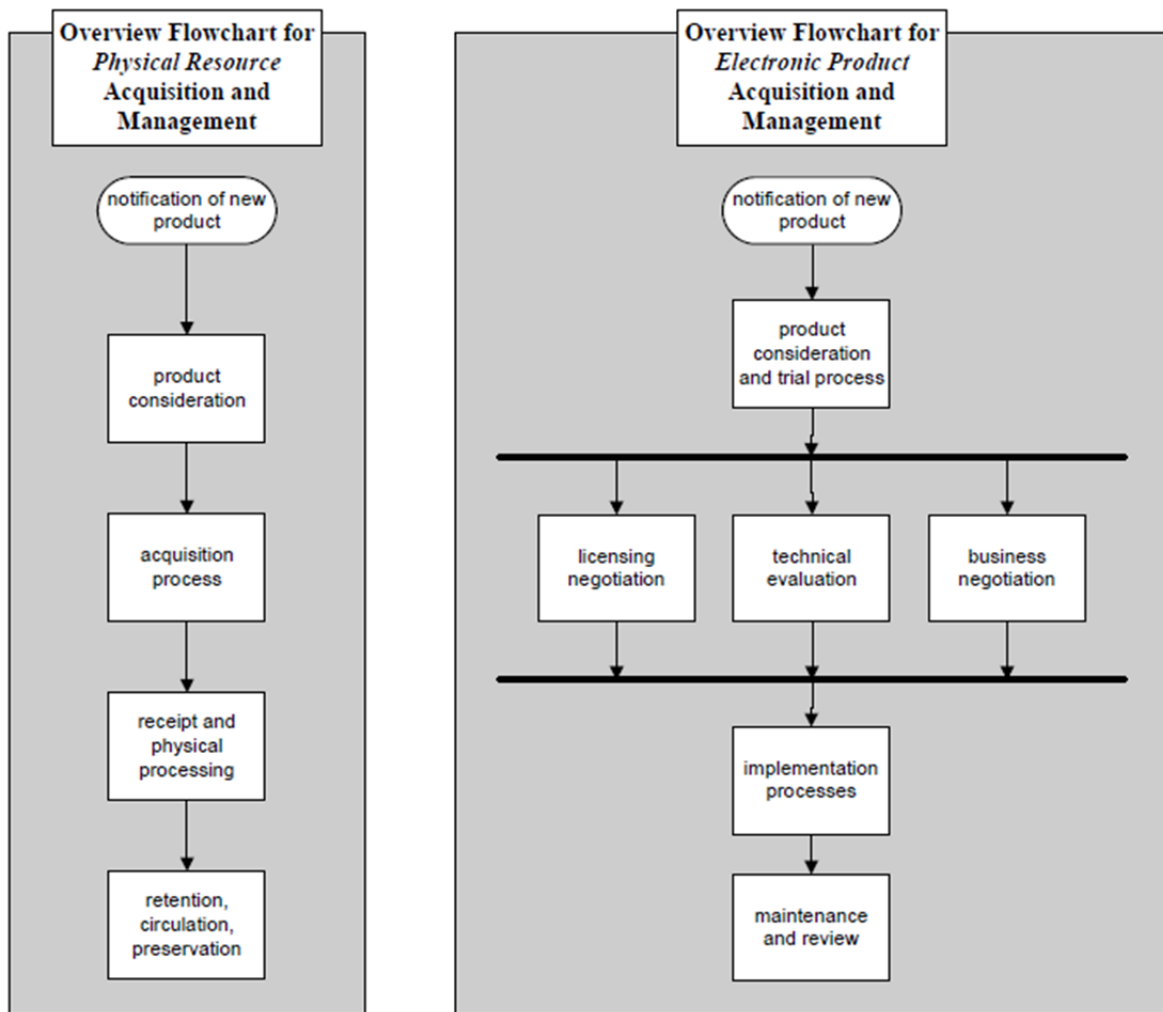 Overview Flowchart for
Physical Resource
Acquisition and
Management
notification of new
product
product
consideration
acquisition
process
receipt and
physical
processing
retention,
circulation,
preservation
Overview Flowchart for
Electronic Product
Acquisition and
Management
notification of new
product
product
consideration
and trial process
licensing
negotiation
technical
evaluation
business
negotiation
implementation
processes
maintenance
and review